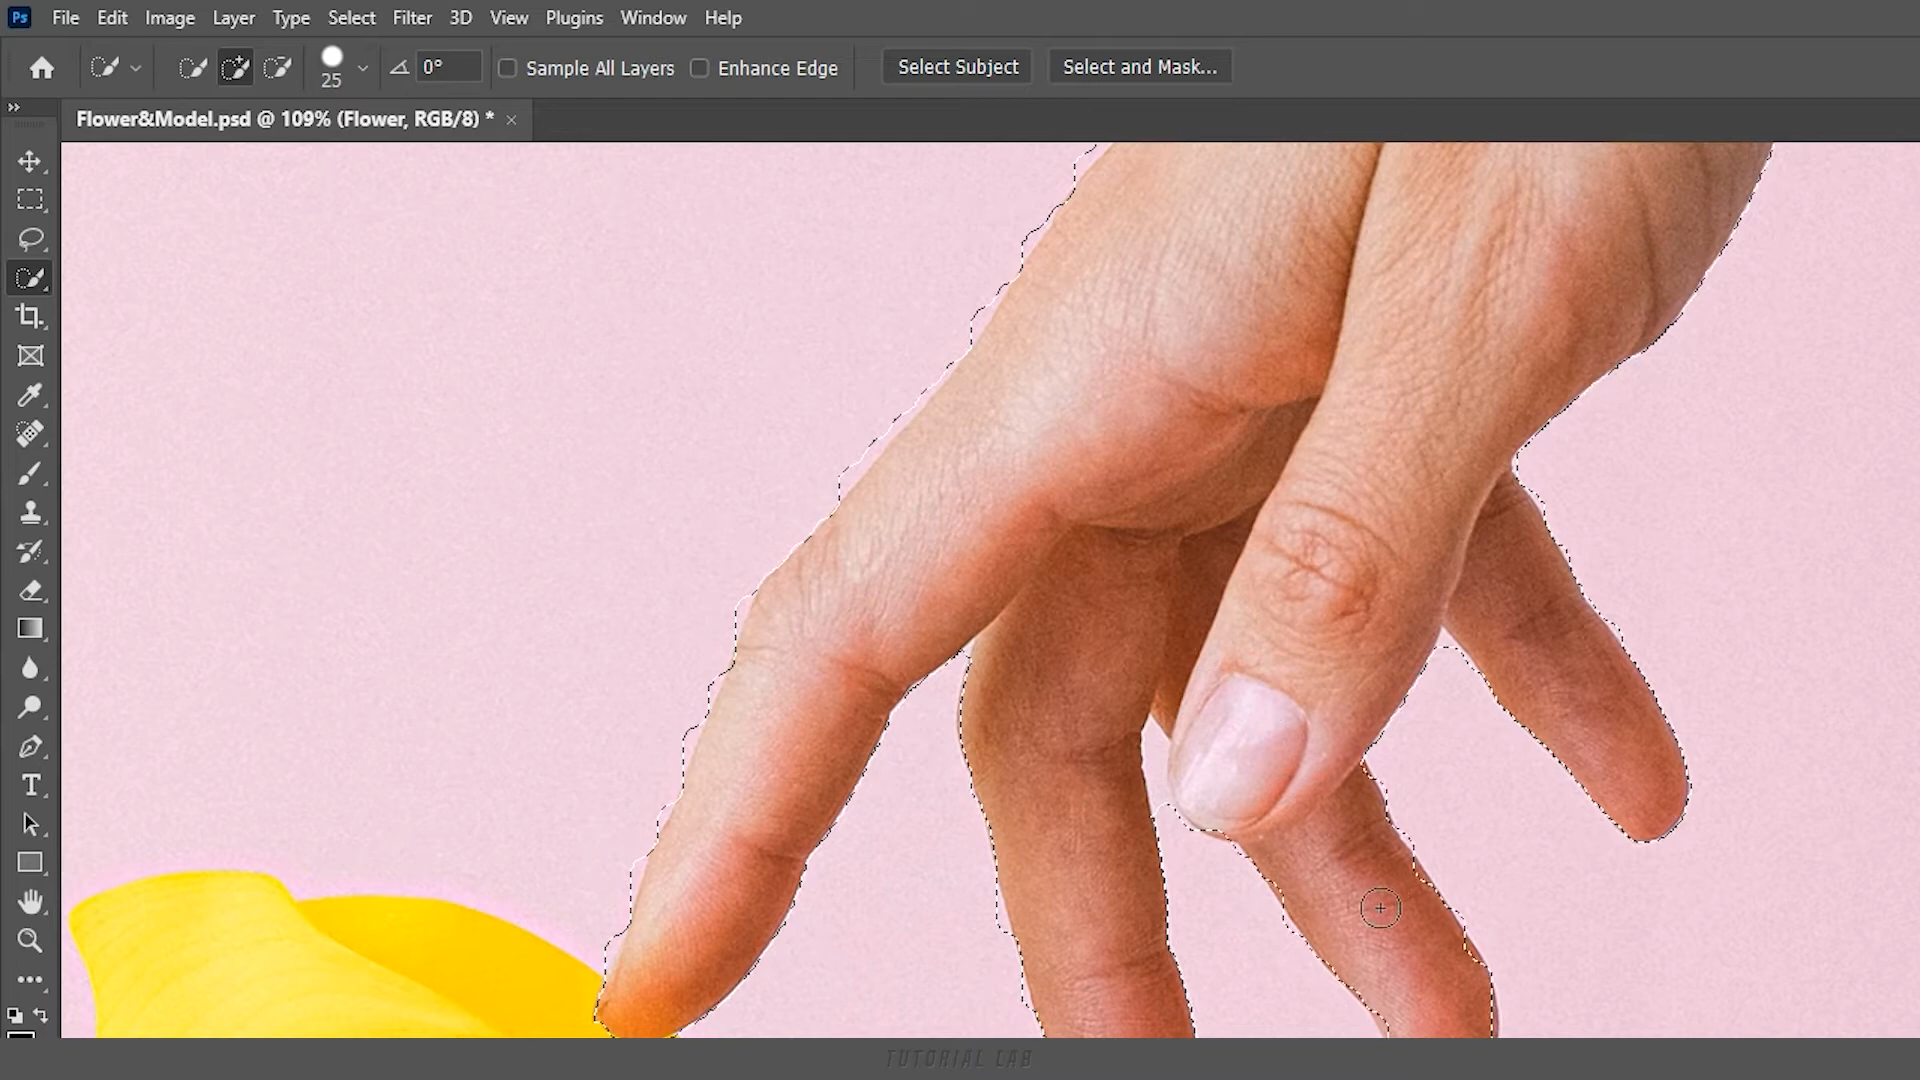 Ps File Edit Image Layer Type Select Filter 3D View Plugins Window Help
25 0° Sample All Layers Enhance Edge Select Subject Select and Mask...
Flower&Model.psd @ 109% (Flower, RGB/8) * ×
TUTORIAL LAB